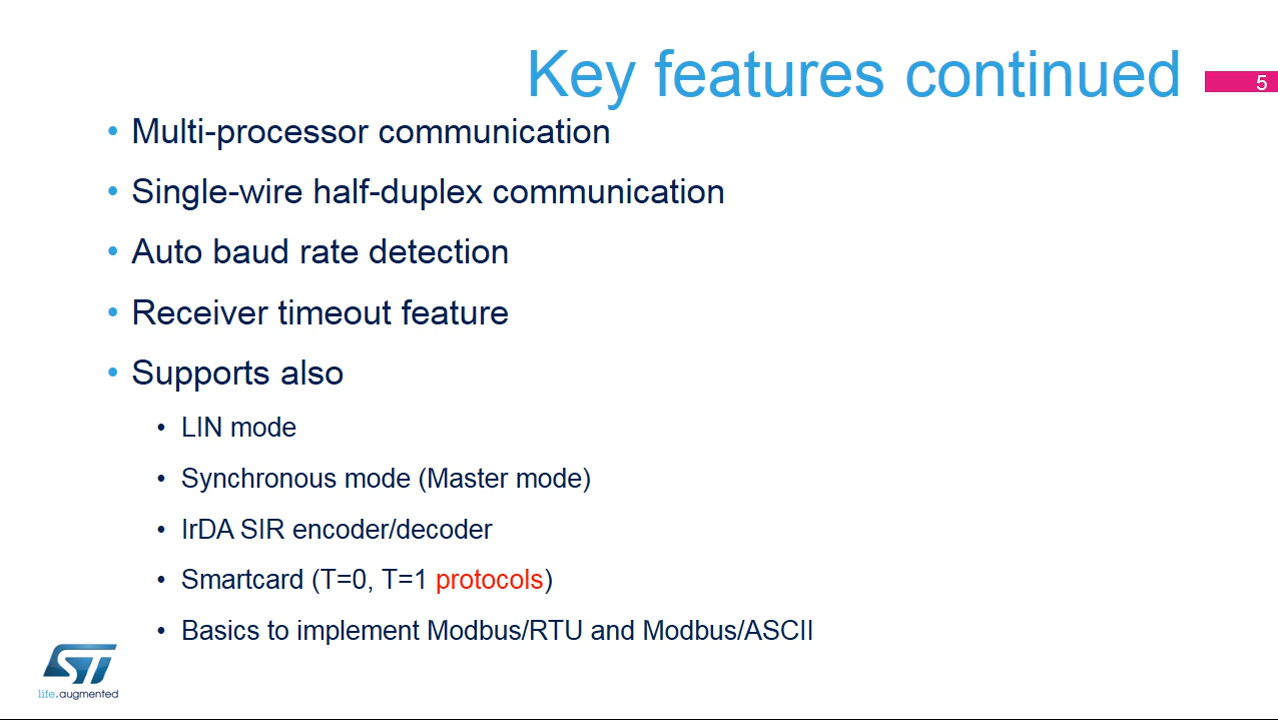 Key features continued
5
• Multi-processor communication
• Single-wire half-duplex communication
• Auto baud rate detection
• Receiver timeout feature
• Supports also
• LIN mode
• Synchronous mode (Master mode)
• IrDA SIR encoder/decoder
• Smartcard (T=0, T=1 protocols)
• Basics to implement Modbus/RTU and Modbus/ASCII
ST
life.augmented